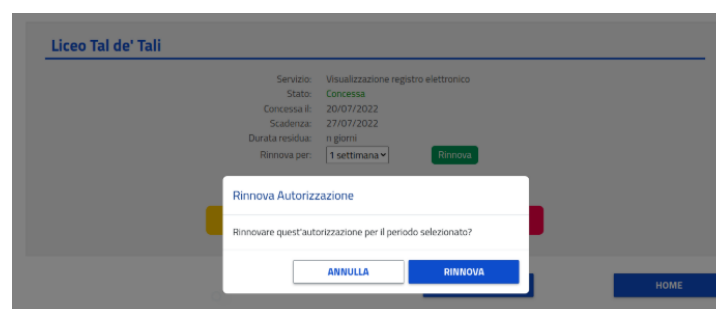 Liceo Tal de' Tali
Servizio: Visualizzazione registro elettronico
Stato: Concessa
Concessa il: 20/07/2022
Scadenza: 27/07/2022
Durata residua: n giorni
Rinnova per: 1 settimana Rinnova
Rinnova Autorizzazione
Rinnovare quest'autorizzazione per il periodo selezionato?
ANNULLA RINNOVA
HOME